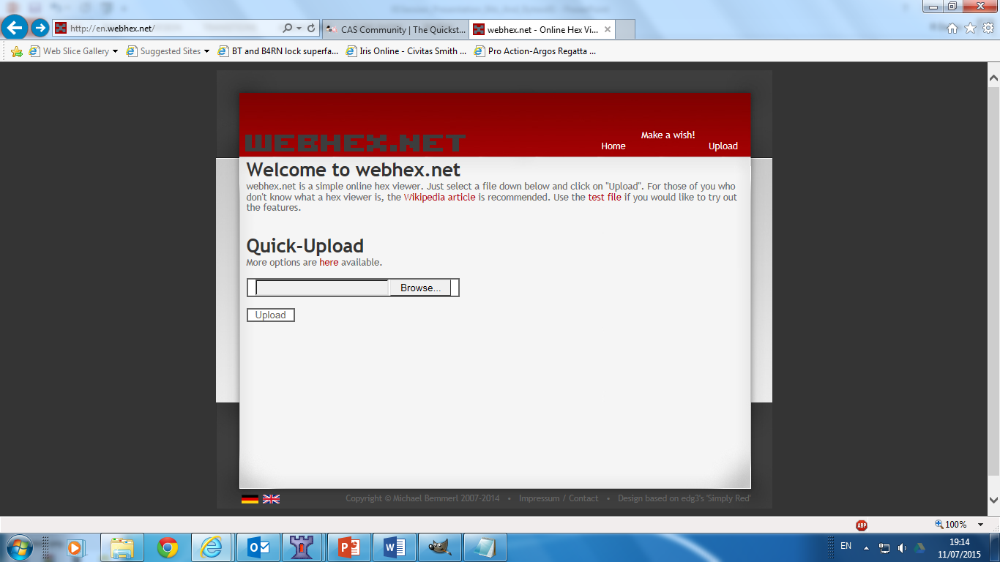 http://en.webhex.net/
CAS Community | The Quickst...
webhex.net - Online Hex Vi...
Web Slice Gallery
Suggested Sites
BT and B4RN lock superfa...
Iris Online - Civitas Smith ...
Pro Action-Argos Regatta ...
WEBHEX.NET
Home
Make a wish!
Upload
Welcome to webhex.net
webhex.net is a simple online hex viewer. Just select a file down below and click on "Upload". For those of you who
don't know what a hex viewer is, the Wikipedia article is recommended. Use the test file if you would like to try out
the features.
Quick-Upload
More options are here available.
Browse...
Upload
Copyright © Michael Bemmerl 2007-2014 • Impressum / Contact • Design based on edg3's 'Simply Red'
ABP
100%
EN
19:14
11/07/2015